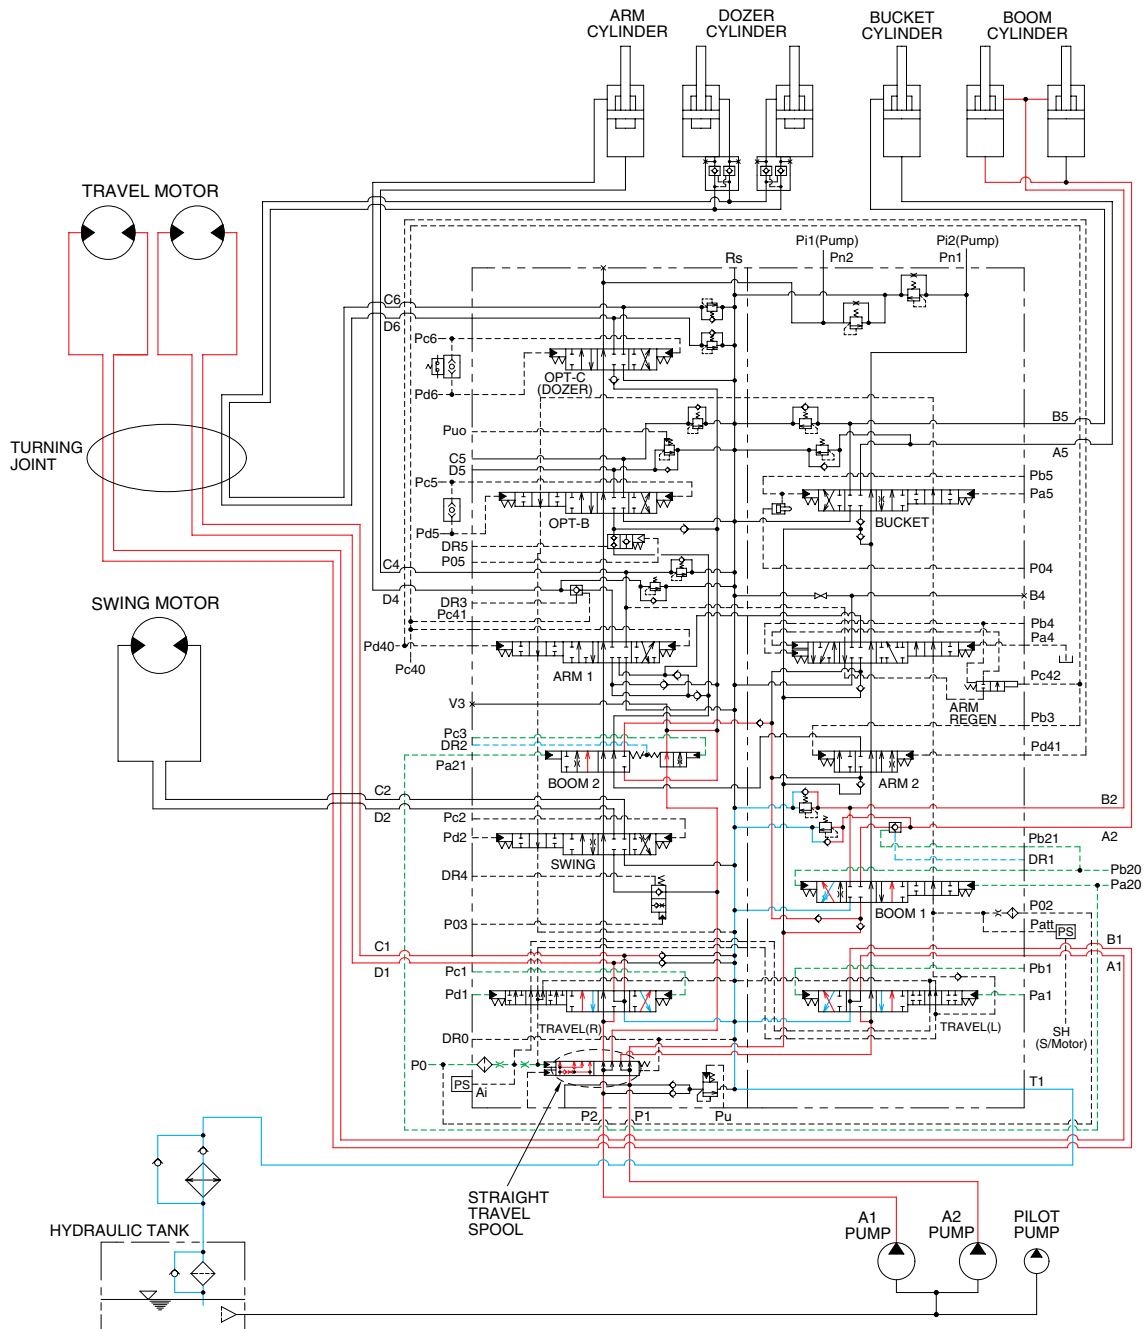 ARM
CYLINDER
DOZER
CYLINDER
BUCKET
CYLINDER
BOOM
CYLINDER
TRAVEL MOTOR
TURNING
JOINT
SWING MOTOR
Pi1(Pump)
Pn2
Pi2(Pump)
Pn1
Rs
C6
D6
Pc6
Pd6
OPT-C
(DOZER)
Puo
C5
D5
Pc5
Pd5
OPT-B
DR5
P05
C4
D4
DR3
Pc41
Pd40
Pc40
ARM 1
V3
Pc3
DR2
Pa21
BOOM 2
C2
D2
Pc2
Pd2
SWING
DR4
P03
C1
D1
Pc1
Pd1
TRAVEL(R)
DR0
P0
PS
Ai
P2
P1
Pu
B5
A5
Pb5
Pa5
BUCKET
P04
B4
Pb4
Pa4
Pc42
ARM
REGEN
Pb3
Pd41
ARM 2
B2
A2
Pb21
DR1
Pb20
Pa20
BOOM 1
P02
Patt
PS
B1
A1
Pb1
Pa1
TRAVEL(L)
SH
(S/Motor)
T1
STRAIGHT
TRAVEL
SPOOL
HYDRAULIC TANK
A1
PUMP
A2
PUMP
PILOT
PUMP